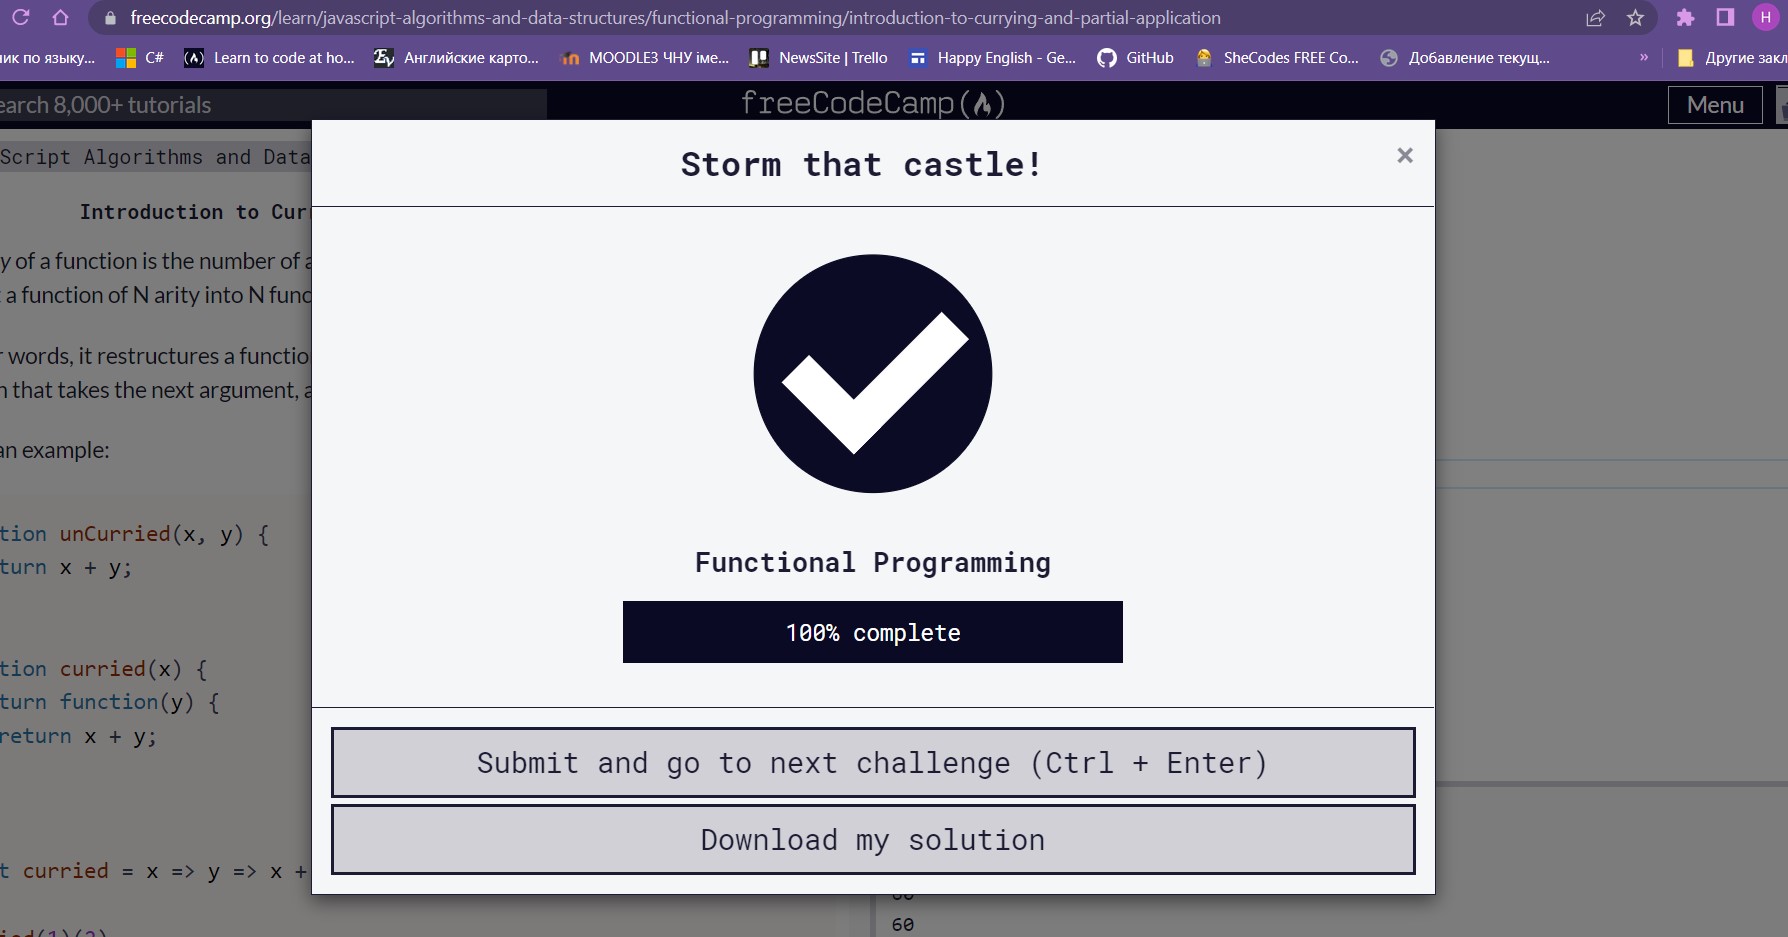 freecodecamp.org/learn/javascript-algorithms-and-data-structures/functional-programming/introduction-to-currying-and-partial-application
H
ик по языку...
C#
Learn to code at ho...
Английские карто...
MOODLE3 ЧНУ іме...
NewsSite | Trello
Happy English - Ge...
GitHub
SheCodes FREE Co...
Добавление текущ...
»
Другие закл
earch 8,000+ tutorials
freeCodeCamp(🔥)
Menu
Script Algorithms and Data
Storm that castle!
×
Introduction to Cur
y of a function is the number of a
a function of N arity into N func
r words, it restructures a functio
n that takes the next argument, a
an example:
tion unCurried(x, y) {
turn x + y;
tion curried(x) {
turn function(y) {
return x + y;
t curried = x => y => x +
Functional Programming
100% complete
Submit and go to next challenge (Ctrl + Enter)
Download my solution
60